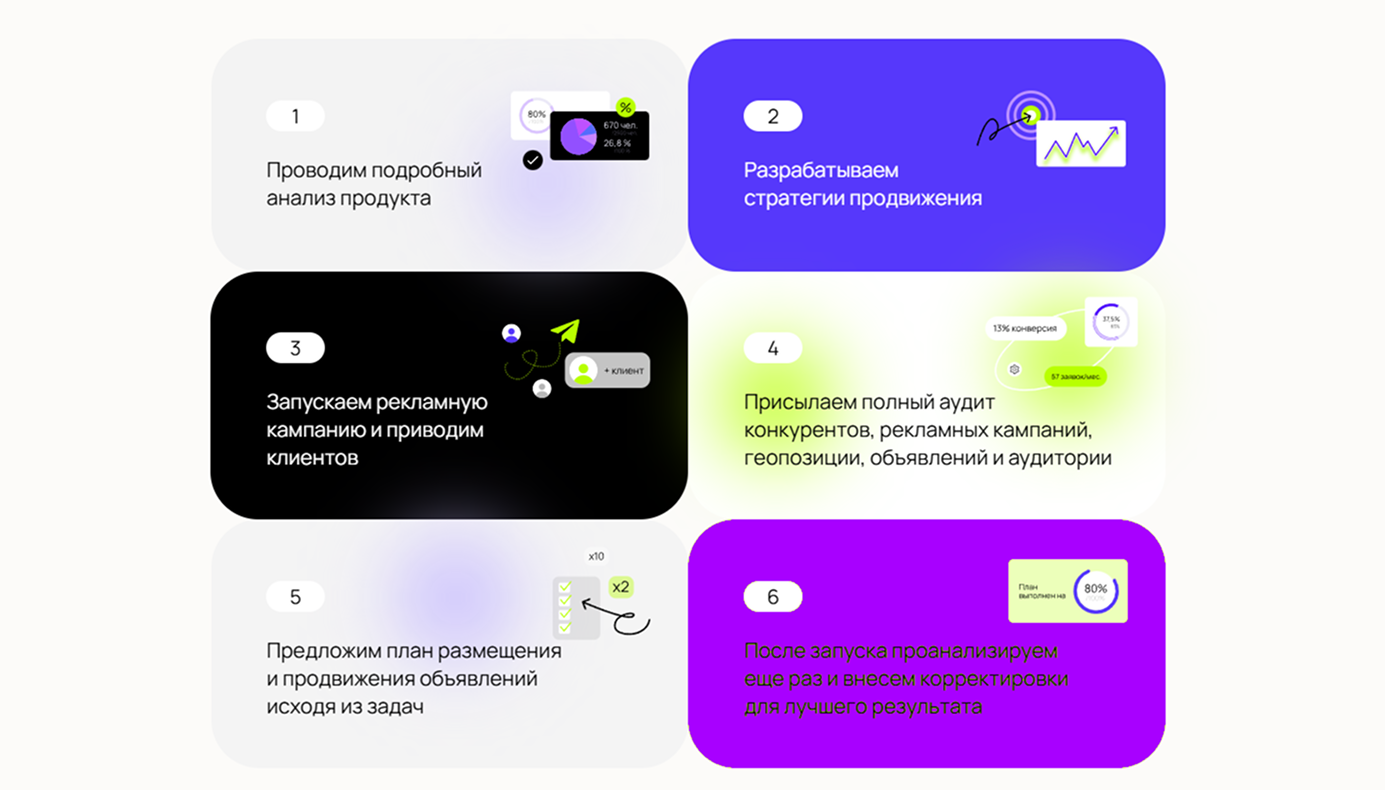 1
80%
%
670 чел.
26,8 %
Проводим подробный
анализ продукта
2
Разрабатываем
стратегии продвижения
3
+ клиент
Запускаем рекламную
кампанию и приводим
клиентов
4
13% конверсия
37,5%
57 заявок/мес.
Присылаем полный аудит
конкурентов, рекламных кампаний,
геопозиции, объявлений и аудитории
5
x10
x2
Предложим план размещения
и продвижения объявлений
исходя из задач
6
План
выполнен на
80%
После запуска проанализируем
еще раз и внесем корректировки
для лучшего результата